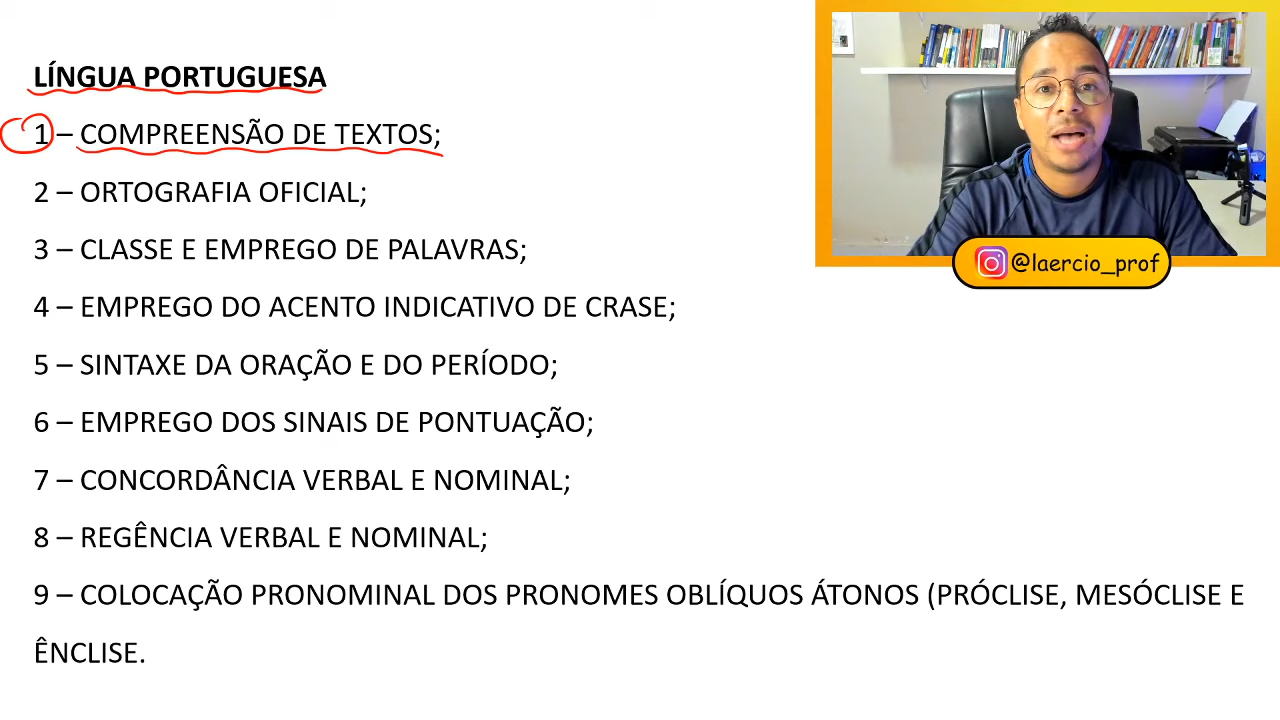 LÍNGUA PORTUGUESA
1 – COMPREENSÃO DE TEXTOS;
2 – ORTOGRAFIA OFICIAL;
3 – CLASSE E EMPREGO DE PALAVRAS;
4 – EMPREGO DO ACENTO INDICATIVO DE CRASE;
5 – SINTAXE DA ORAÇÃO E DO PERÍODO;
6 – EMPREGO DOS SINAIS DE PONTUAÇÃO;
7 – CONCORDÂNCIA VERBAL E NOMINAL;
8 – REGÊNCIA VERBAL E NOMINAL;
9 – COLOCAÇÃO PRONOMINAL DOS PRONOMES OBLÍQUOS ÁTONOS (PRÓCLISE, MESÓCLISE E
ÊNCLISE.
@laercio_prof